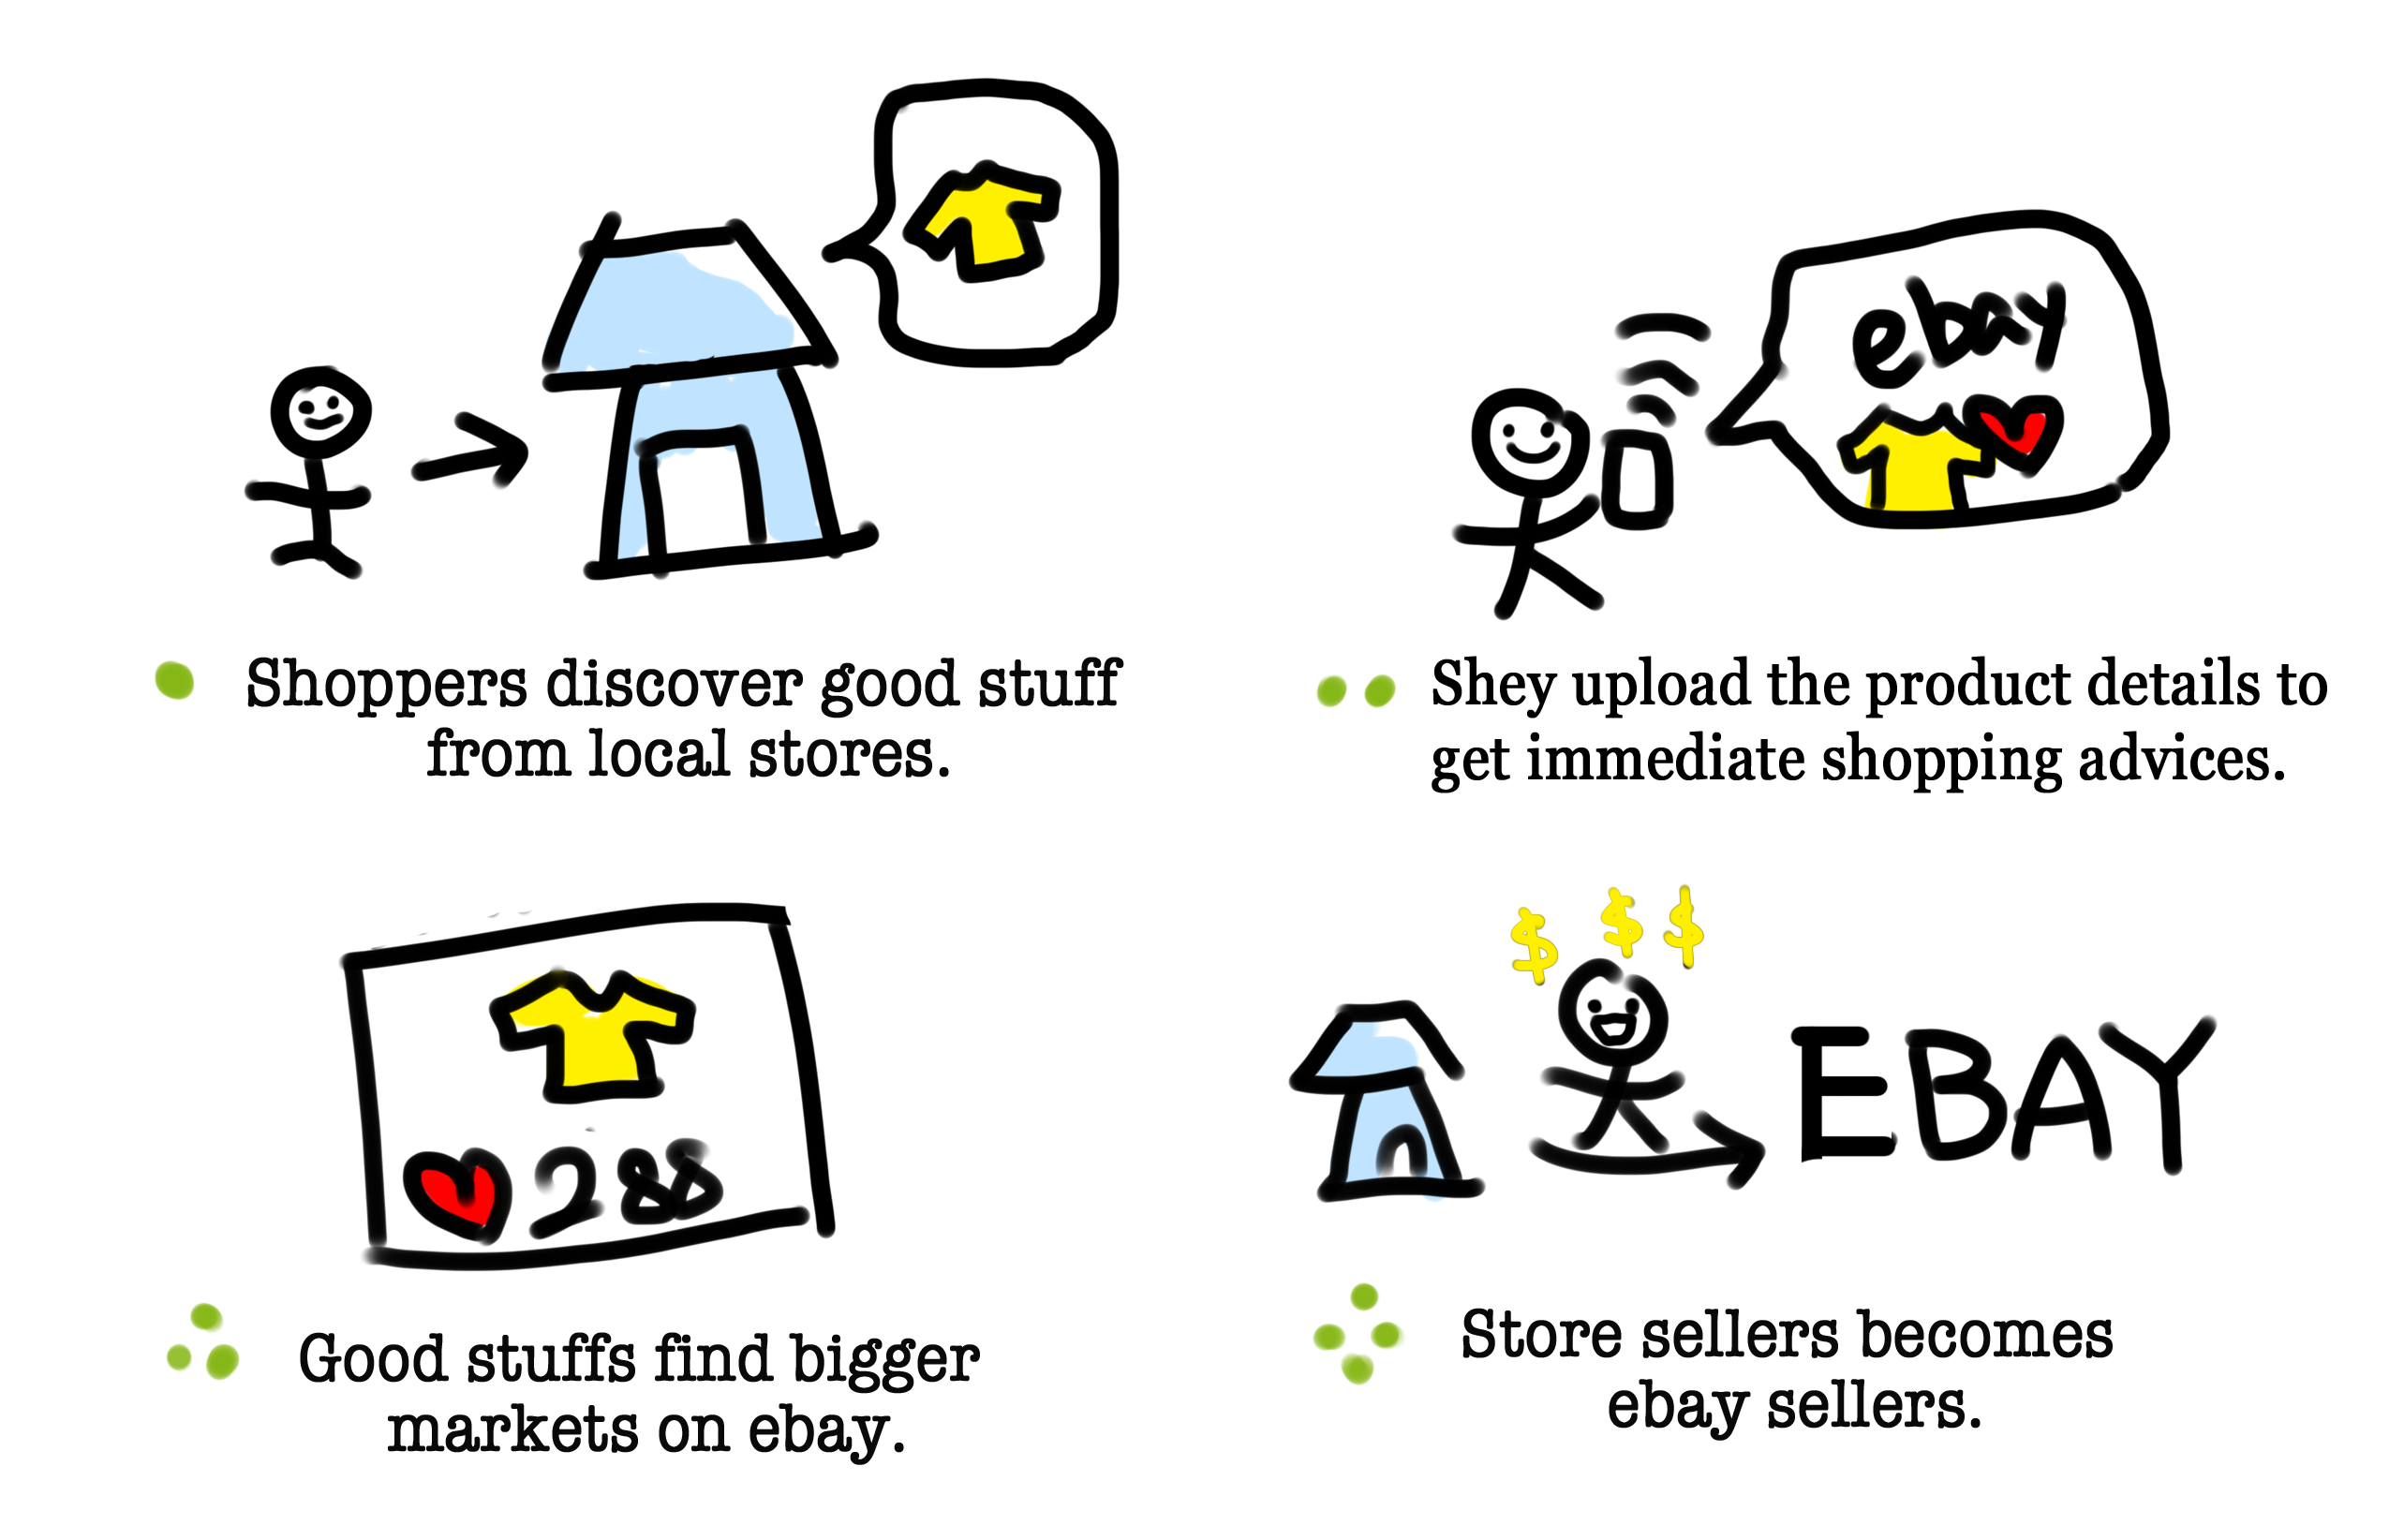 ebay
Shoppers discover good stuff
from local stores.
Shey upload the product details to
get immediate shopping advices.
288
$ $ $
EBAY
Good stuffs find bigger
markets on ebay.
Store sellers becomes
ebay sellers.